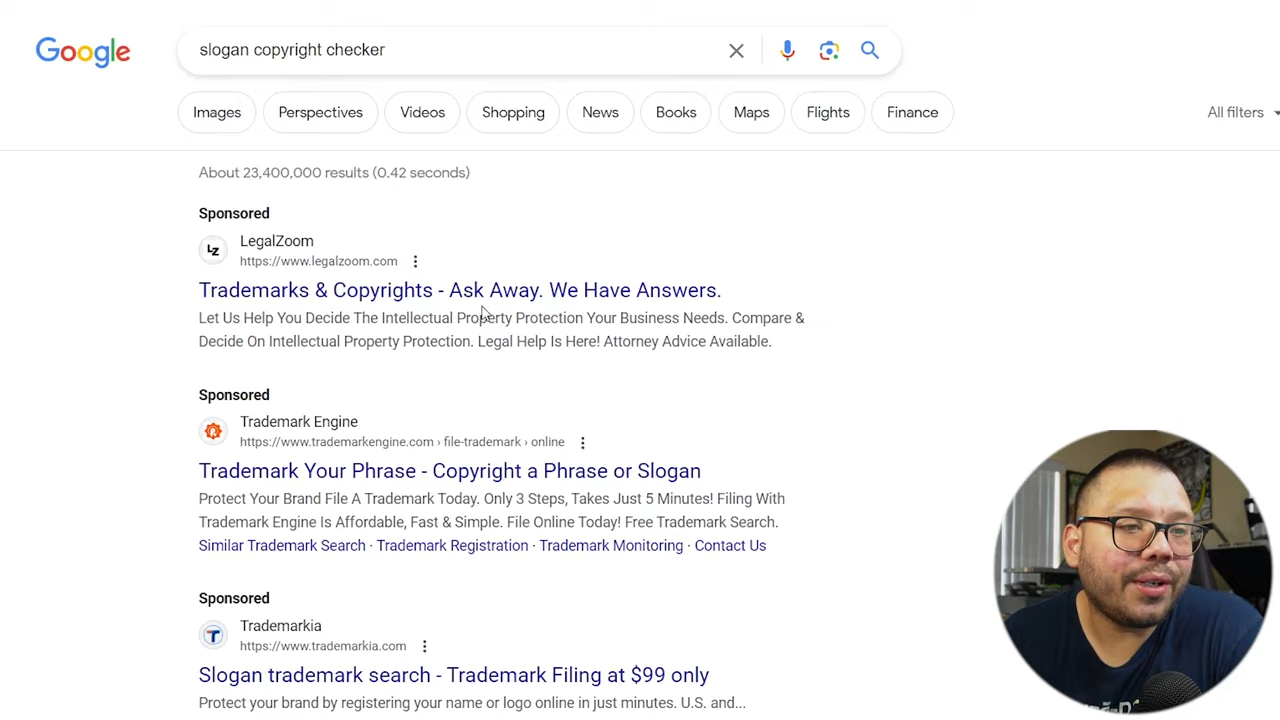 Google
slogan copyright checker
Images
Perspectives
Videos
Shopping
News
Books
Maps
Flights
Finance
All filters
About 23,400,000 results (0.42 seconds)
Sponsored
LZ
LegalZoom
https://www.legalzoom.com
Trademarks & Copyrights - Ask Away. We Have Answers.
Let Us Help You Decide The Intellectual Property Protection Your Business Needs. Compare &
Decide On Intellectual Property Protection. Legal Help Is Here! Attorney Advice Available.
Sponsored
Trademark Engine
https://www.trademarkengine.com › file-trademark › online
Trademark Your Phrase - Copyright a Phrase or Slogan
Protect Your Brand File A Trademark Today. Only 3 Steps, Takes Just 5 Minutes! Filing With
Trademark Engine Is Affordable, Fast & Simple. File Online Today! Free Trademark Search.
Similar Trademark Search · Trademark Registration · Trademark Monitoring · Contact Us
Sponsored
T
Trademarkia
https://www.trademarkia.com
Slogan trademark search - Trademark Filing at $99 only
Protect your brand by registering your name or logo online in just minutes. U.S. and...